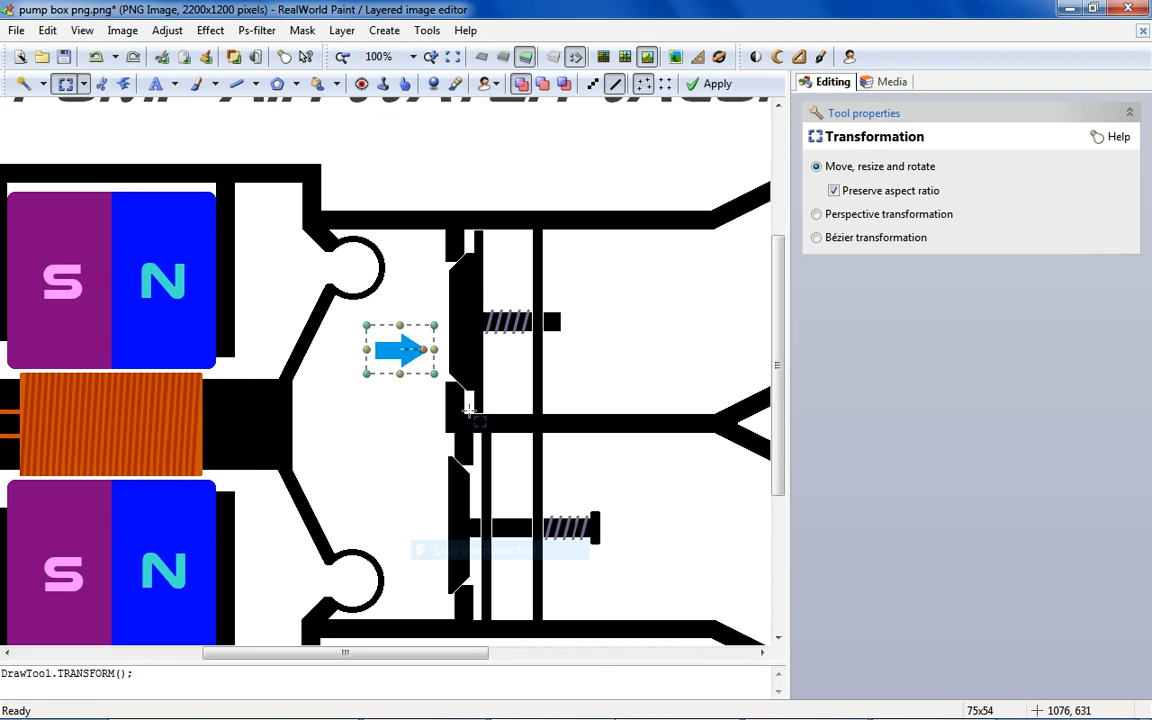 pump box png.png* (PNG Image, 2200x1200 pixels) - RealWorld Paint / Layered image editor
File Edit View Image Adjust Effect Ps-filter Mask Layer Create Tools Help
100%
Apply
Editing Media
Tool properties
Transformation Help
Move, resize and rotate
Preserve aspect ratio
Perspective transformation
Bézier transformation
S N
S N
DrawTool.TRANSFORM();
Ready 75x54 1076, 631